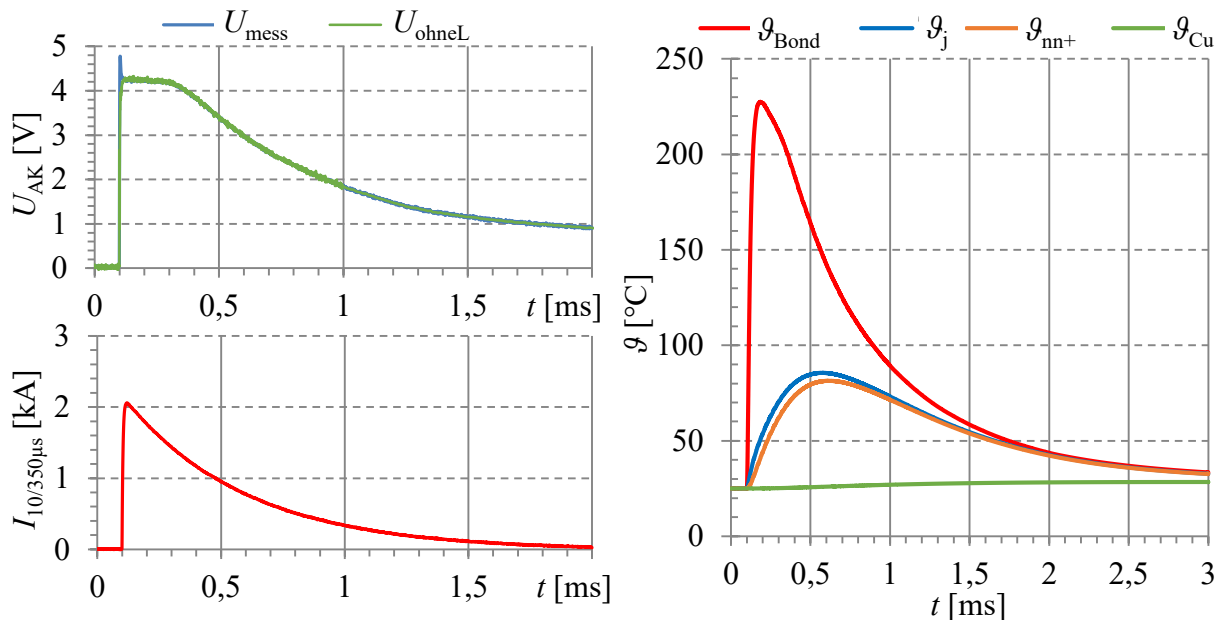 U_mess U_ohneL
U_AK [V]
5
4
3
2
1
0
0 0,5 1 1,5 t [ms]
I_10/350µs [kA]
3
2
1
0
0 0,5 1 1,5 t [ms]
ϑ_Bond ϑ_j ϑ_nn+ ϑ_Cu
ϑ [°C]
250
200
150
100
50
0
0 0,5 1 1,5 2 2,5 3
t [ms]